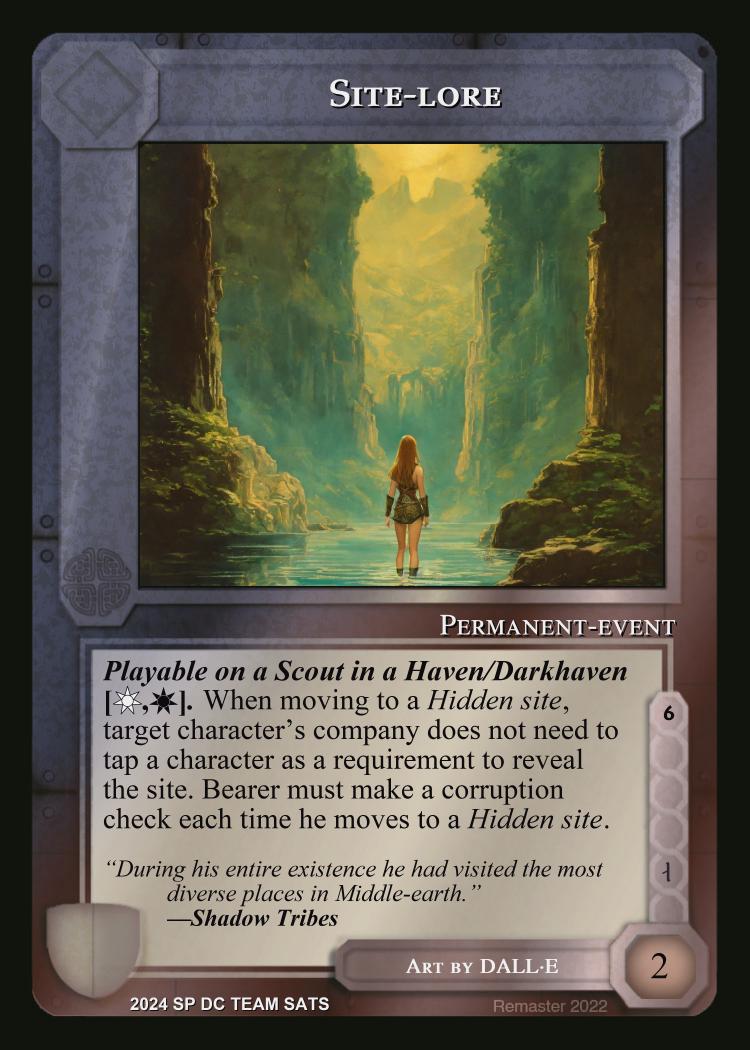 Site-lore
Permanent-event
Playable on a Scout in a Haven/Darkhaven
[☼,✷]. When moving to a Hidden site,
target character’s company does not need to
tap a character as a requirement to reveal
the site. Bearer must make a corruption
check each time he moves to a Hidden site.
6
“During his entire existence he had visited the most
diverse places in Middle-earth.”
—Shadow Tribes
Art by DALL·E
2
2024 SP DC TEAM SATS
Remaster 2022